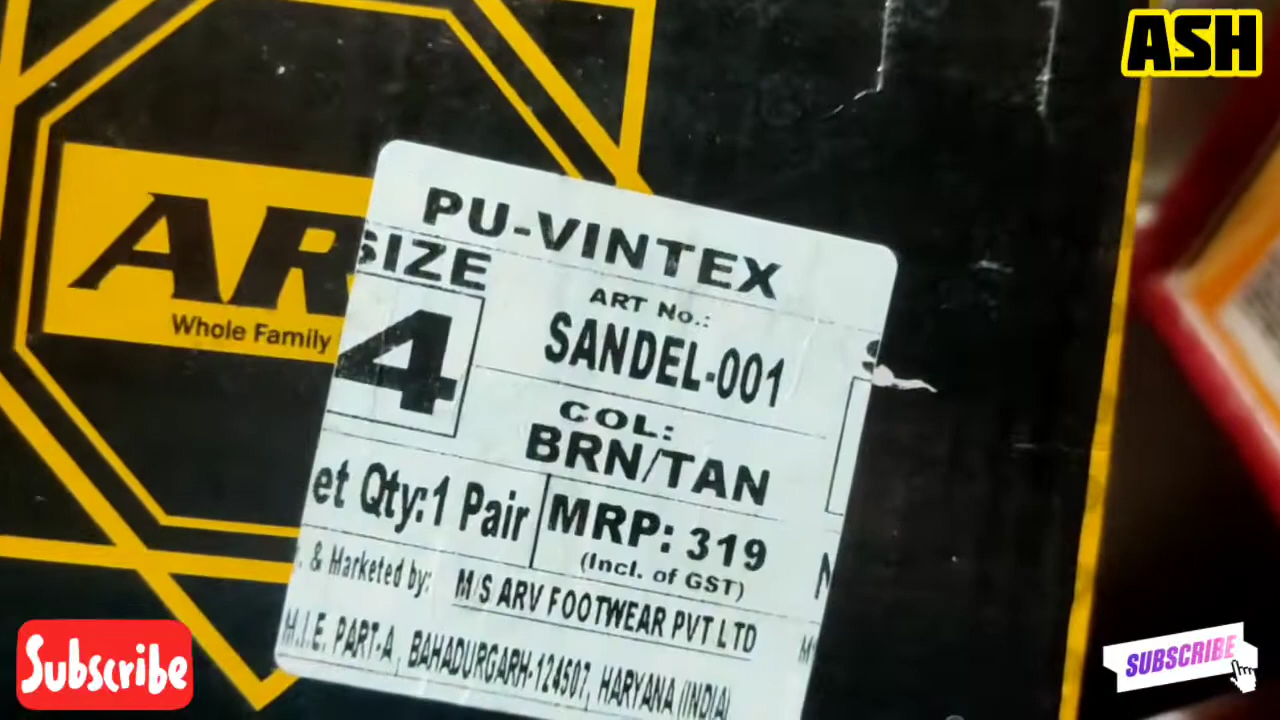 ASH
AR
Whole Family
PU-VINTEX
SIZE
4
ART No.:
SANDEL-001
COL:
BRN/TAN
et Qty:1 Pair
MRP: 319
(Incl. of GST)
. & Marketed by:
M/S ARV FOOTWEAR PVT LTD
M.I.E. PART-A, BAHADURGARH-124507, HARYANA (INDIA)
Subscribe
SUBSCRIBE